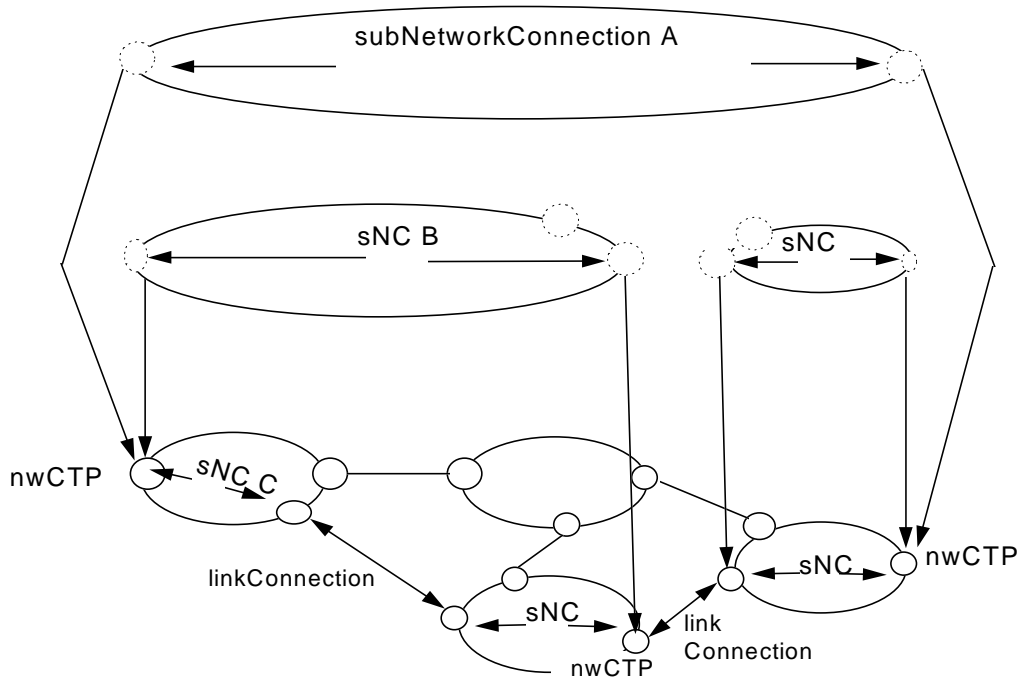 subNetworkConnection A
sNC B
sNC
nwCTP
sNC C
linkConnection
sNC
nwCTP
link
Connection
sNC
nwCTP